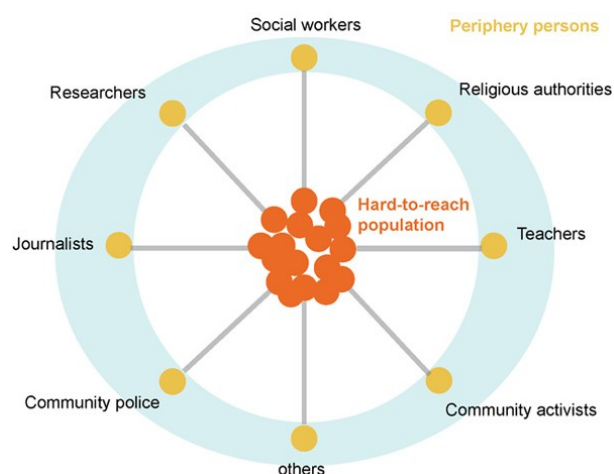 Social workers
Periphery persons
Researchers
Religious authorities
Hard-to-reach
population
Journalists
Teachers
Community police
Community activists
others